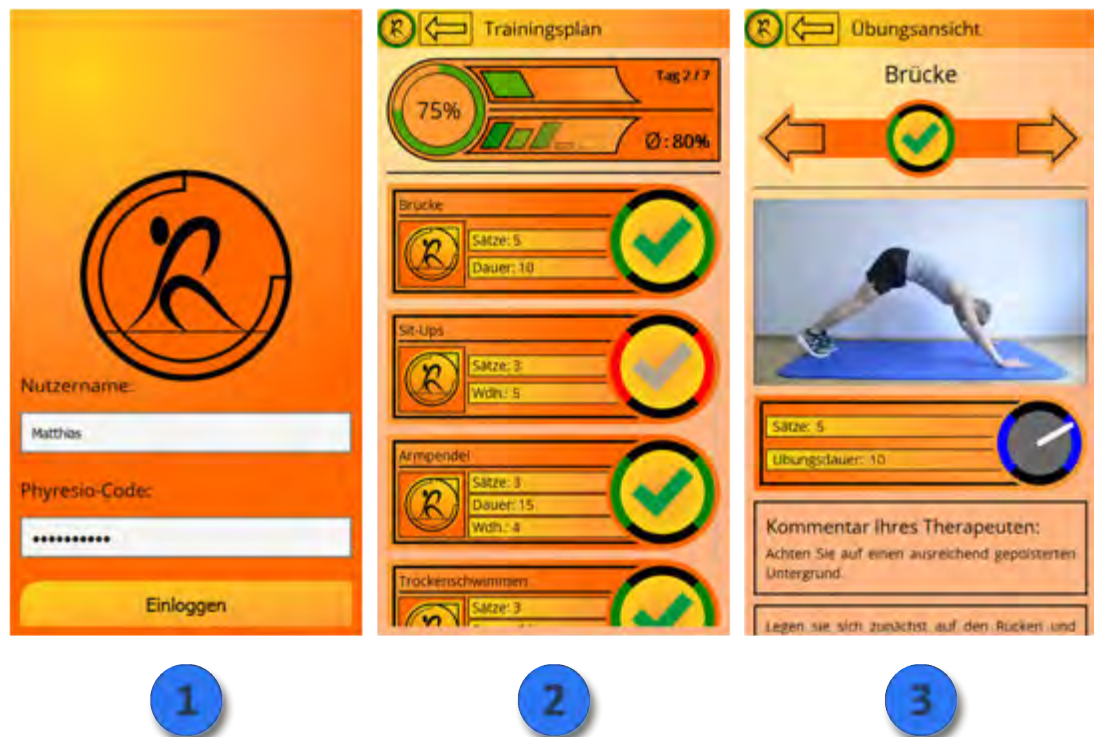 Nutzername:
Matthias
Phyresio-Code:
••••••••••
Einloggen
1
Trainingsplan
75%
Tag 2 / 7
Ø : 80%
Brücke
Sätze: 5
Dauer: 10
Sit-Ups
Sätze: 3
Wdh.: 5
Armpendel
Sätze: 3
Dauer: 15
Wdh.: 4
Trockenschwimmen
Sätze: 3
2
Übungsansicht
Brücke
Sätze: 5
Übungsdauer: 10
Kommentar Ihres Therapeuten:
Achten Sie auf einen ausreichend gepolsterten
Untergrund.
Legen sie sich zunächst auf den Rücken und
3